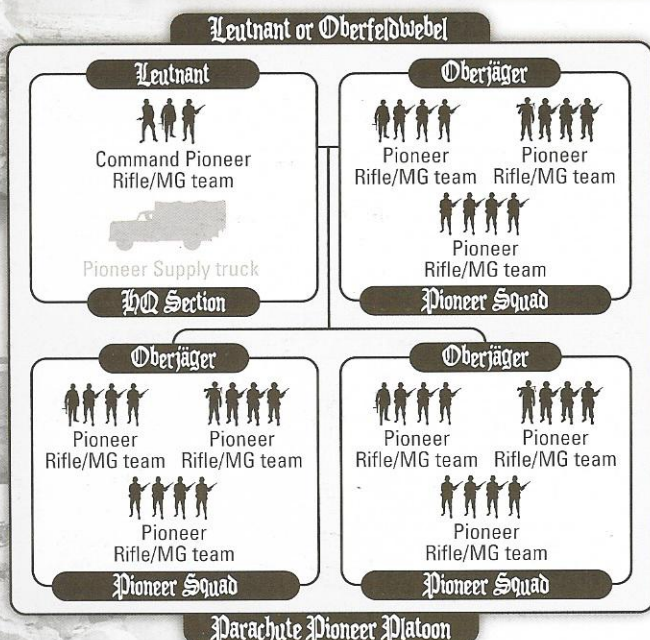 Leutnant or Oberfeldwebel
Leutnant
Command Pioneer
Rifle/MG team
Pioneer Supply truck
HQ Section
Oberjäger
Pioneer
Rifle/MG team
Pioneer
Rifle/MG team
Pioneer
Rifle/MG team
Pioneer Squad
Oberjäger
Pioneer
Rifle/MG team
Pioneer
Rifle/MG team
Pioneer
Rifle/MG team
Pioneer Squad
Oberjäger
Pioneer
Rifle/MG team
Pioneer
Rifle/MG team
Pioneer
Rifle/MG team
Pioneer Squad
Parachute Pioneer Platoon